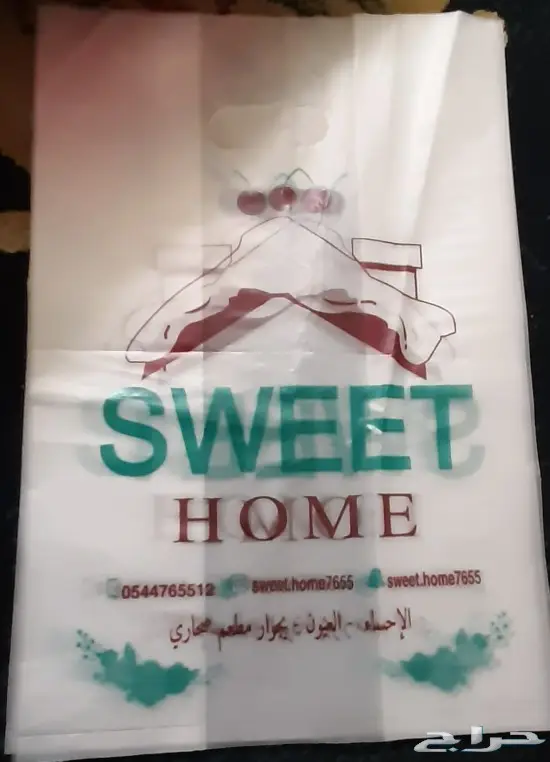 SWEET
HOME
0544765512 sweet.home7655 sweet.home7655
الإحساء - العيون - بجوار مطعم صحاري
حراج